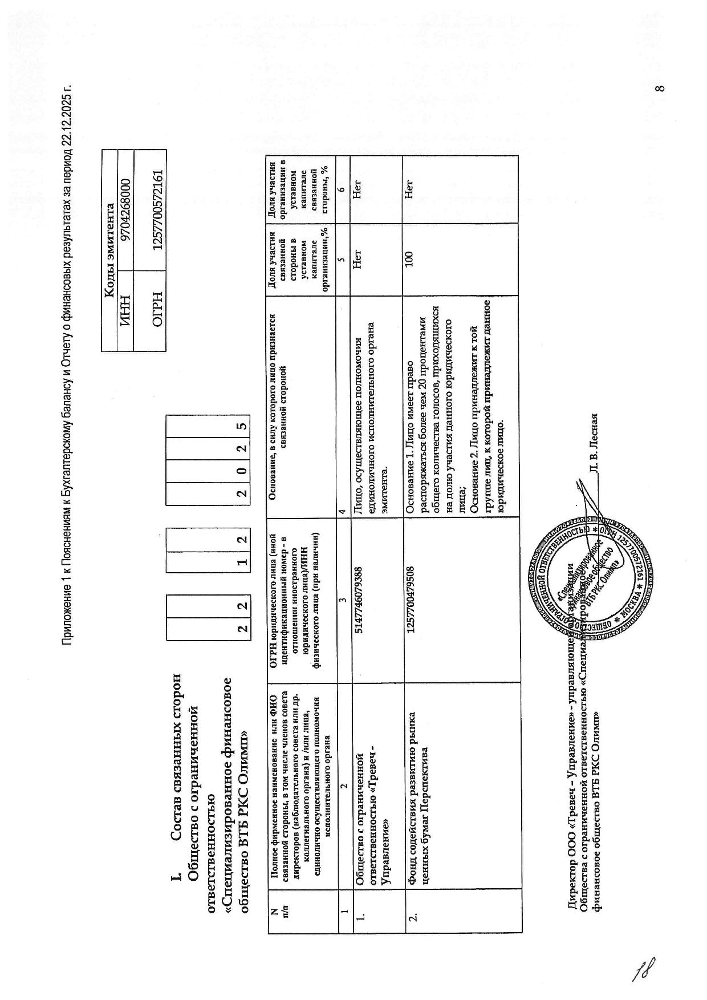 Приложение 1 к Пояснениям к Бухгалтерскому балансу и Отчету о финансовых результатах за период 22.12.2025 г.
Коды эмитента
ИНН 9704268000
ОГРН 1257700572161
I. Состав связанных сторон
Общество с ограниченной
ответственностью
«Специализированное финансовое
общество ВТБ РКС Олимп»
2 2 1 2 2 0 2 5
N
п/п
Полное фирменное наименование или ФИО
связанной стороны, в том числе членов совета
директоров (наблюдательного совета или др.
коллегиального органа) и /или лица,
единолично осуществляющего полномочия
исполнительного органа
ОГРН юридического лица (иной
идентификационный номер - в
отношении иностранного
юридического лица)/ИНН
физического лица (при наличии)
Основание, в силу которого лицо признается
связанной стороной
Доля участия
связанной
стороны в
уставном
капитале
организации,%
Доля участия
организации в
уставном
капитале
связанной
стороны, %
1 2 3 4 5 6
1.
Общество с ограниченной
ответственностью «Тревеч -
Управление»
5147746079388
Лицо, осуществляющее полномочия
единоличного исполнительного органа
эмитента.
Нет
Нет
2.
Фонд содействия развитию рынка
ценных бумаг Перспектива
1257700479508
Основание 1. Лицо имеет право
распоряжаться более чем 20 процентами
общего количества голосов, приходящихся
на долю участия данного юридического
лица;
Основание 2. Лицо принадлежит к той
группе лиц, к которой принадлежит данное
юридическое лицо.
100
Нет
Директор ООО «Тревеч – Управление» - управляющей организации
Общества с ограниченной ответственностью «Специализированное
финансовое общество ВТБ РКС Олимп»
Л. В. Лесная
ОБЩЕСТВО С ОГРАНИЧЕННОЙ ОТВЕТСТВЕННОСТЬЮ * ОГРН 1257700572161 * МОСКВА *
«Специализированное
финансовое общество
ВТБ РКС Олимп»
8
18